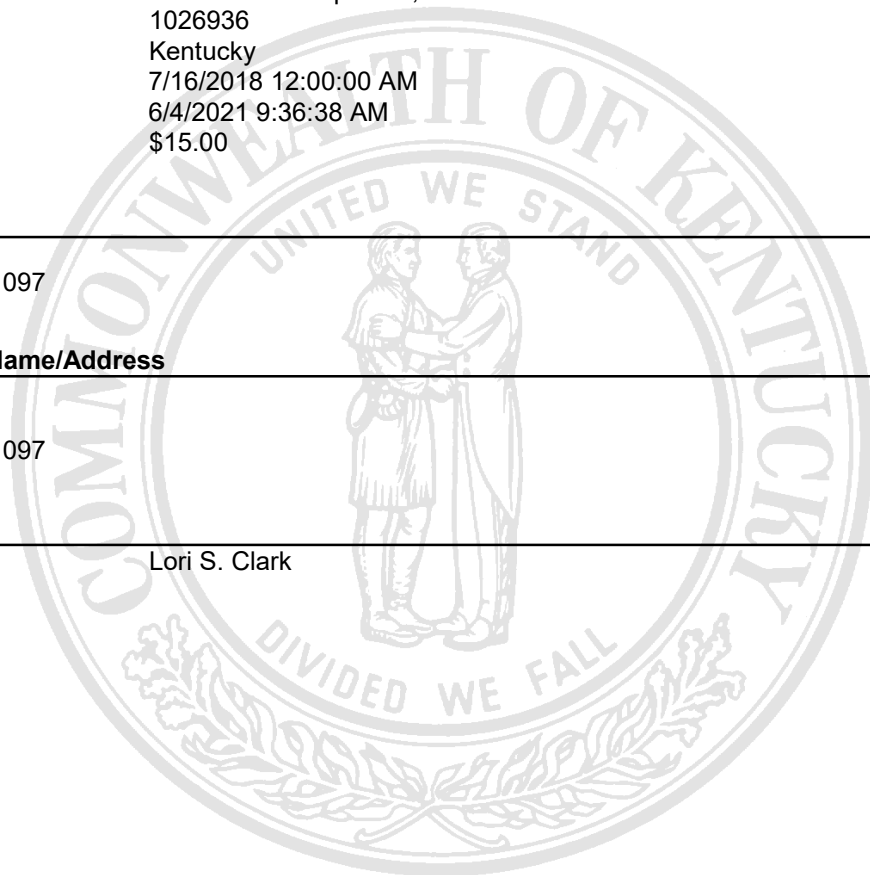 1026936
Kentucky
7/16/2018 12:00:00 AM
6/4/2021 9:36:38 AM
$15.00
COMMONWEALTH OF KENTUCKY
UNITED WE STAND
097
Name/Address
097
Lori S. Clark
DIVIDED WE FALL